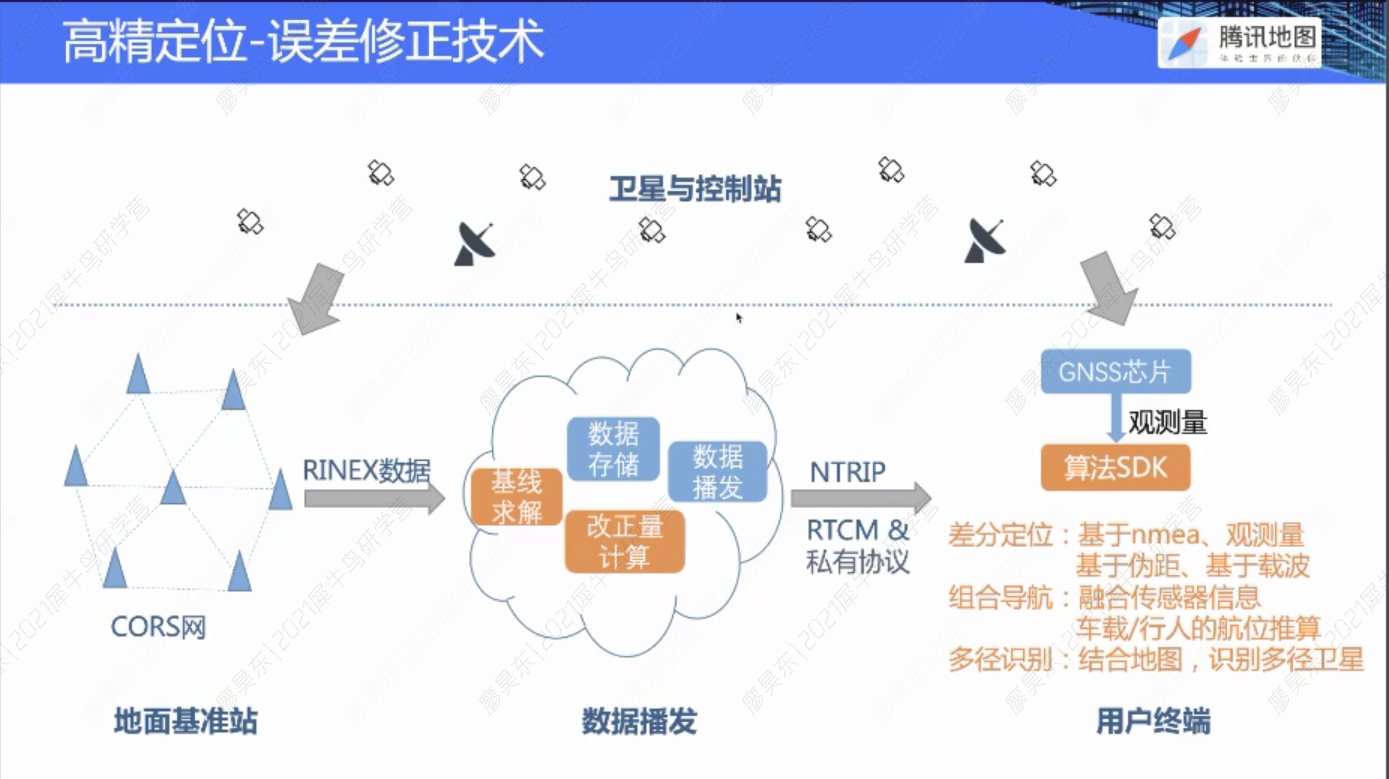 高精定位-误差修正技术
腾讯地图
卫星与控制站
GNSS芯片
观测量
算法SDK
RINEX数据
数据
存储
数据
播发
基线
求解
改正量
计算
NTRIP
RTCM &
私有协议
差分定位：基于nmea、观测量
基于伪距、基于载波
组合导航：融合传感器信息
车载/行人的航位推算
多径识别：结合地图，识别多径卫星
CORS网
地面基准站
数据播发
用户终端
廖昊东|2021犀牛鸟研学营